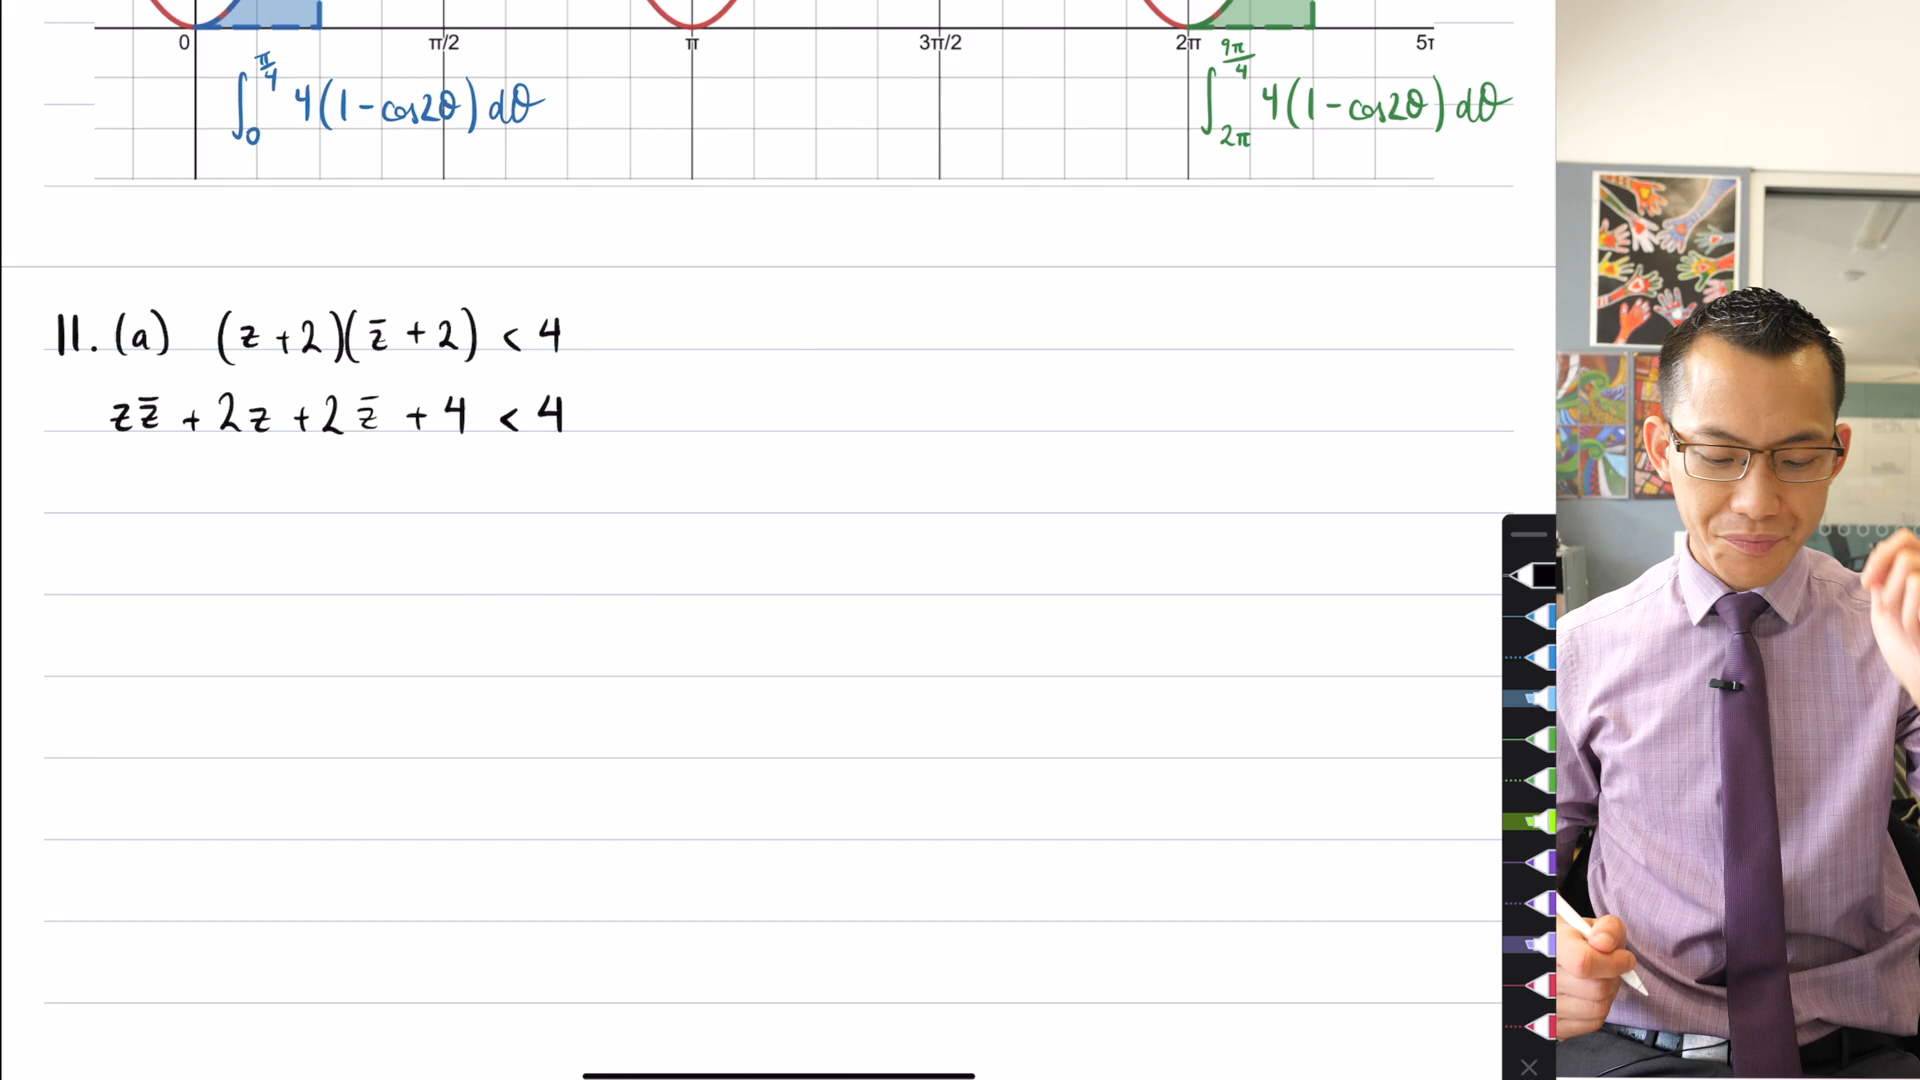 0 π/2 π 3π/2 2π 5π
∫₀^(π/4) 4(1-cos2θ) dθ
∫_(2π)^(9π/4) 4(1-cos2θ) dθ
11. (a) (z+2)(z̄+2) < 4
zz̄ + 2z + 2z̄ + 4 < 4